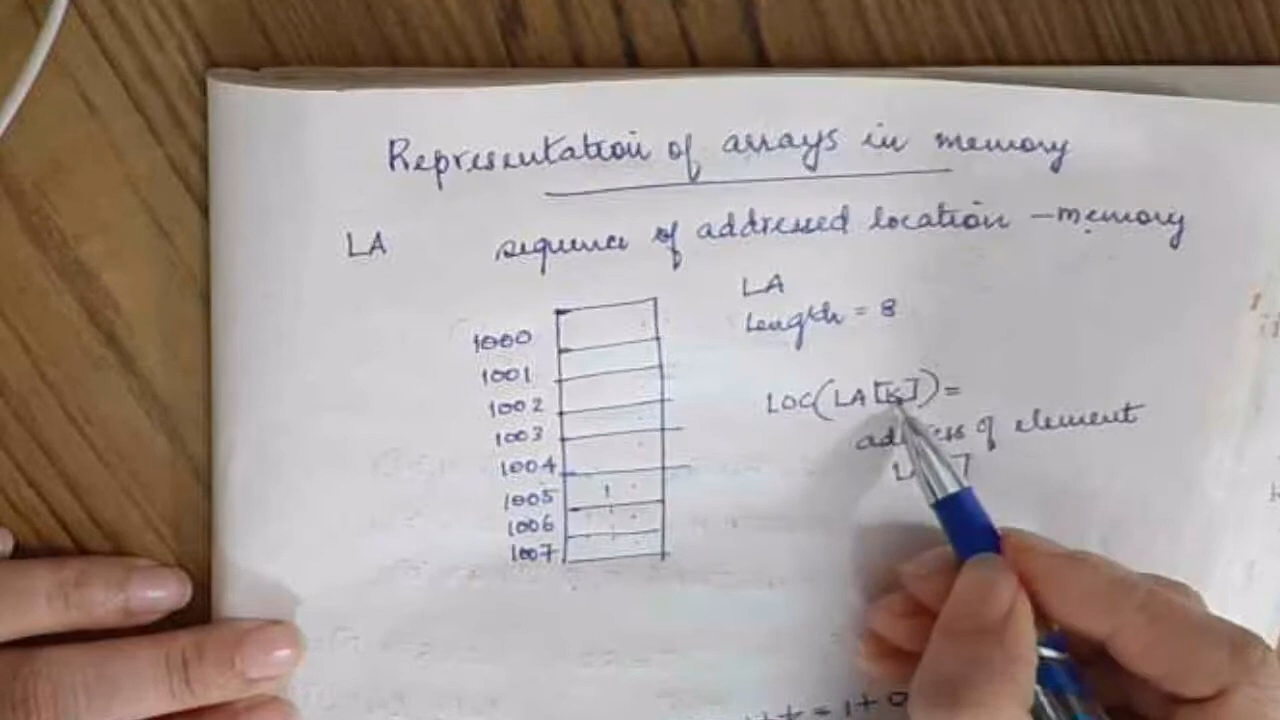 Representation of arrays in memory
LA sequence of addressed location - memory
LA
Length = 8
1000
1001
1002
1003
1004
1005
1006
1007
LOC(LA[K]) =
address of element